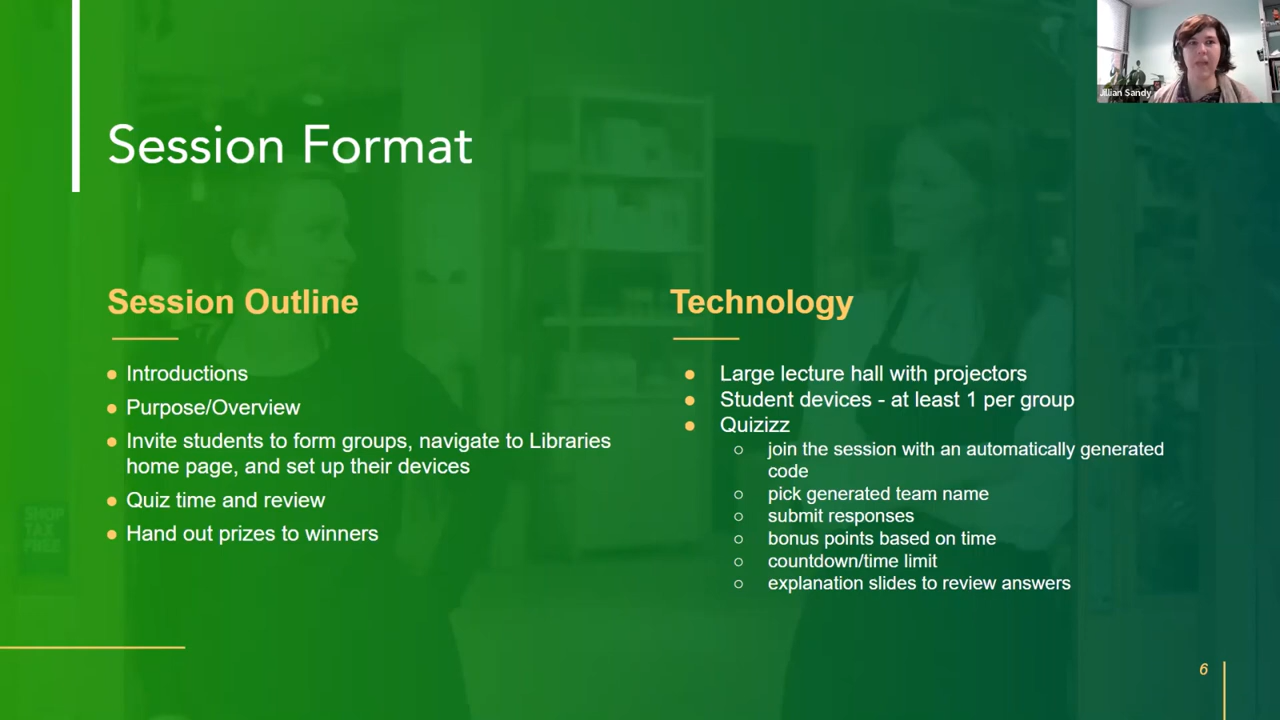 Jillian Sandy
Session Format
Session Outline
Introductions
Purpose/Overview
Invite students to form groups, navigate to Libraries
home page, and set up their devices
Quiz time and review
Hand out prizes to winners
Technology
Large lecture hall with projectors
Student devices - at least 1 per group
Quizizz
join the session with an automatically generated
code
pick generated team name
submit responses
bonus points based on time
countdown/time limit
explanation slides to review answers
SHOP
TAX
FREE
6